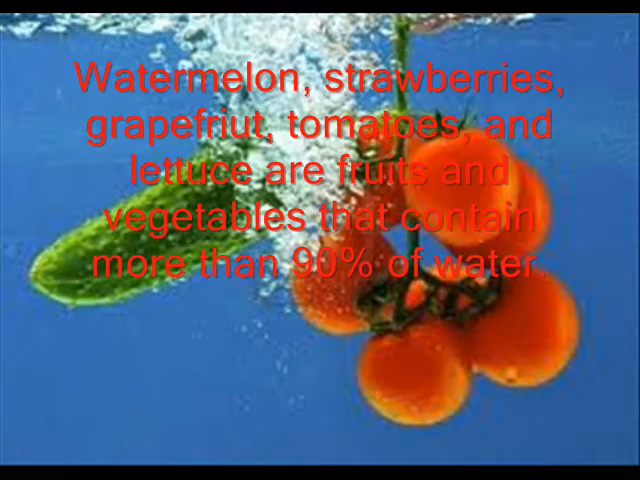 Watermelon, strawberries,
grapefriut, tomatoes, and
lettuce are fruits and
vegetables that contain
more than 90% of water.